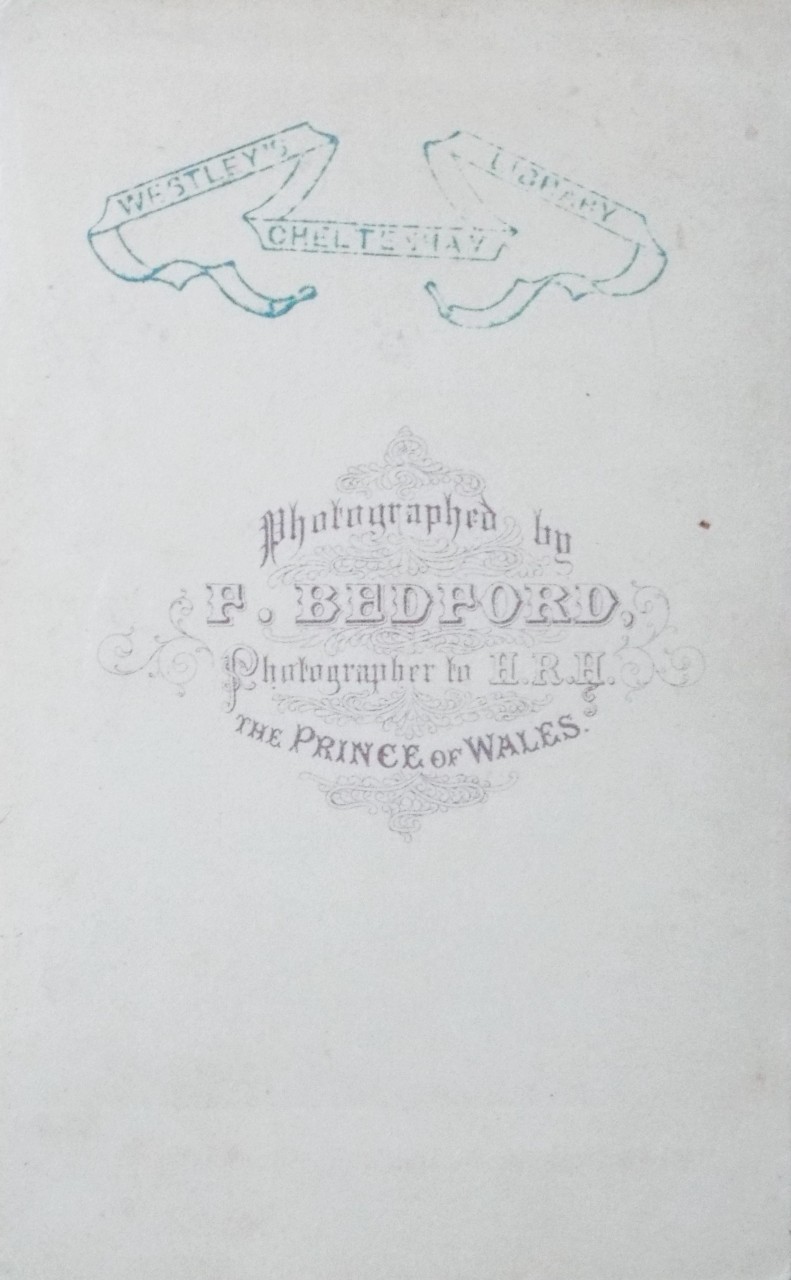 WESTLEY'S
LIBRARY
CHELTENHAM
Photographed by
F. BEDFORD,
Photographer to H.R.H.
THE PRINCE OF WALES.